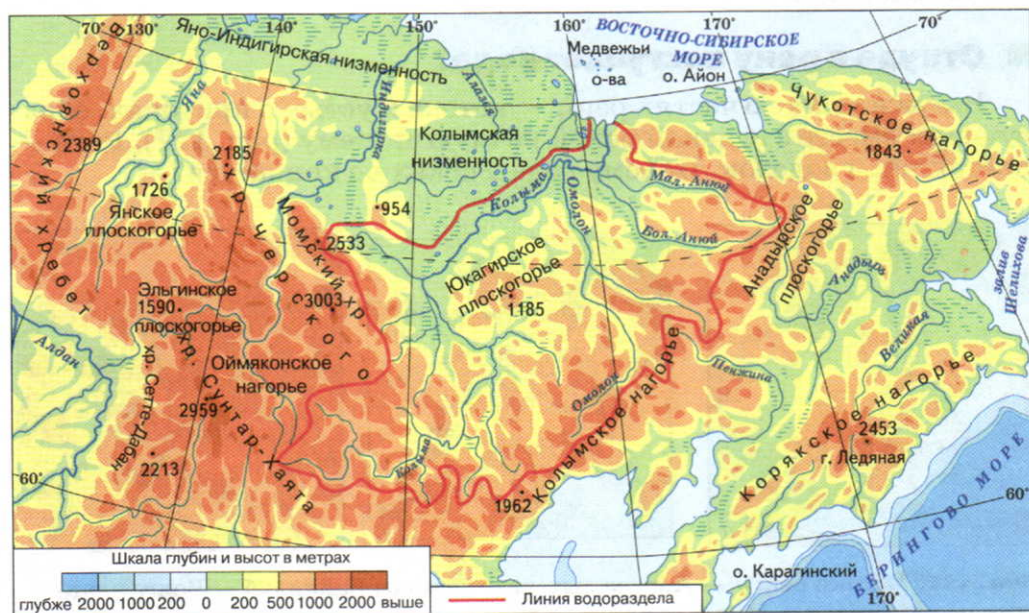 70°
130°
140°
150°
160°
170°
70°
Яно-Индигирская низменность
ВОСТОЧНО-СИБИРСКОЕ
МОРЕ
Медвежьи
о-ва
о. Айон
Верхоянский хребет
Яна
Индигирка
Алазея
Колымская
низменность
Чукотское нагорье
1843
2389
2185
1726
Янское
плоскогорье
хр. Черского
Момский хр.
954
2533
3003
Колыма
Омолон
Мал. Анюй
Бол. Анюй
Юкагирское
плоскогорье
1185
Анадырское
плоскогорье
Анадырь
залив
Шелихова
Великая
Эльгинское
1590
плоскогорье
Алдан
хр. Сетте-Дабан
хр. Сунтар-Хаята
Оймяконское
нагорье
2959
2213
Колыма
Омолон
Колымское нагорье
Пенжина
1962
Корякское нагорье
2453
г. Ледяная
60°
60°
БЕРИНГОВО МОРЕ
о. Карагинский
130°
140°
150°
160°
170°
Шкала глубин и высот в метрах
глубже 2000 1000 200 0 200 500 1000 2000 выше
Линия водораздела